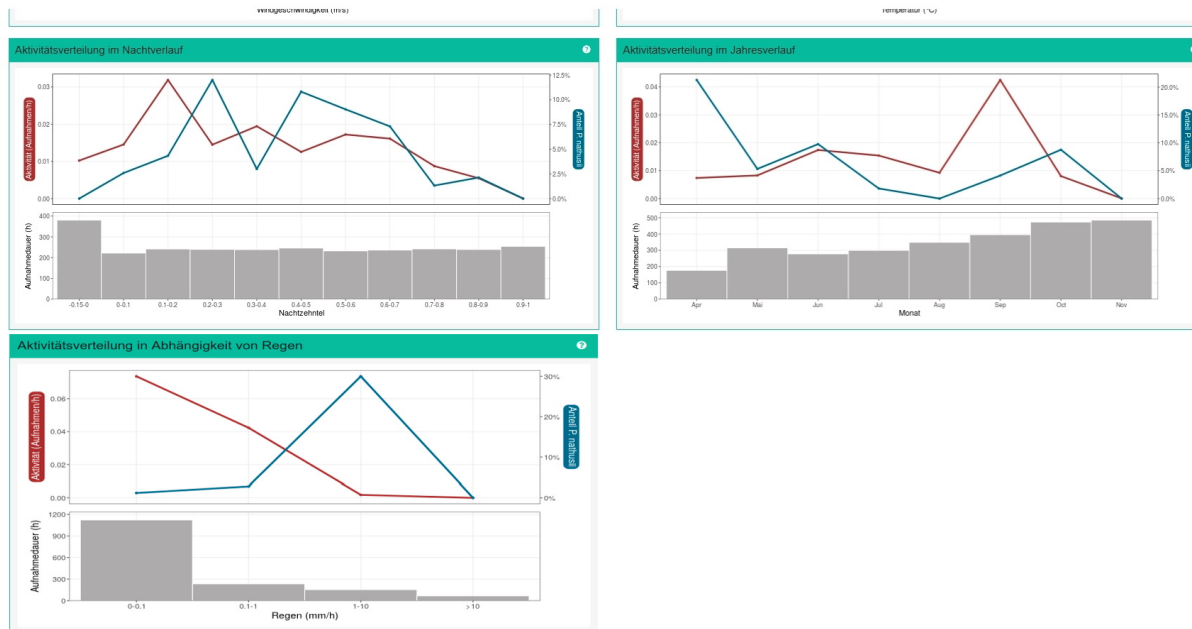 Windgeschwindigkeit (m/s)
Temperatur (°C)
Aktivitätsverteilung im Nachtverlauf
?
Aktivität (Aufnahmen/h)
0.03
0.02
0.01
0.00
12.5%
10.0%
7.5%
5.0%
2.5%
0.0%
Anteil P. nathusii
Aufnahmedauer (h)
400
300
200
100
0
-0.15-0 0-0.1 0.1-0.2 0.2-0.3 0.3-0.4 0.4-0.5 0.5-0.6 0.6-0.7 0.7-0.8 0.8-0.9 0.9-1
Nachtzehntel
Aktivitätsverteilung im Jahresverlauf
Aktivität (Aufnahmen/h)
0.04
0.03
0.02
0.01
0.00
20.0%
15.0%
10.0%
5.0%
0.0%
Anteil P. nathusii
Aufnahmedauer (h)
500
400
300
200
100
0
Apr Mai Jun Jul Aug Sep Oct Nov
Monat
Aktivitätsverteilung in Abhängigkeit von Regen
?
Aktivität (Aufnahmen/h)
0.06
0.04
0.02
0.00
30%
20%
10%
0%
Anteil P. nathusii
Aufnahmedauer (h)
1200
900
600
300
0
0-0.1 0.1-1 1-10 >10
Regen (mm/h)